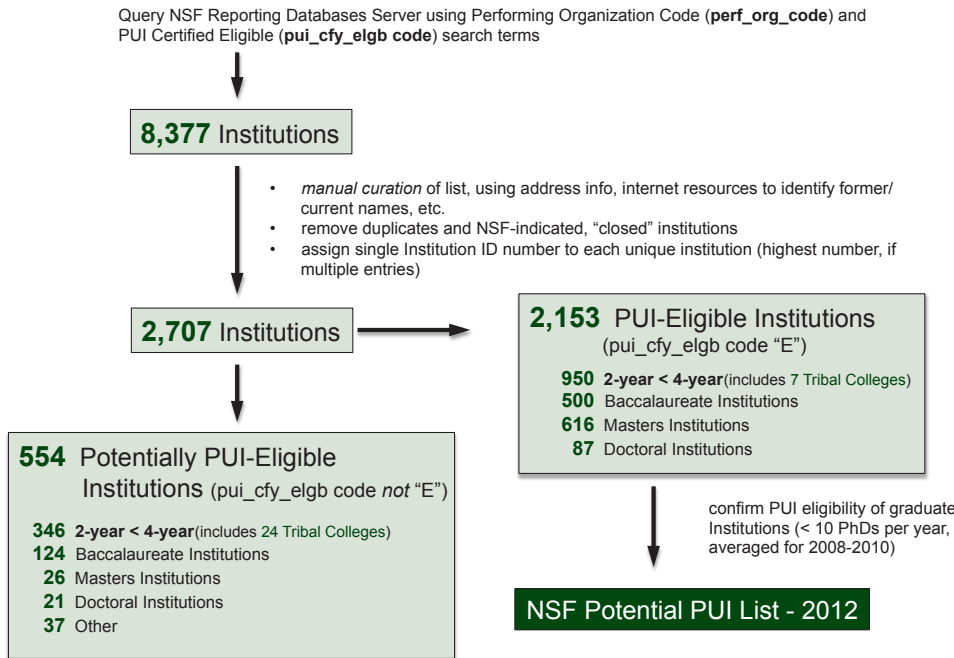 Query NSF Reporting Databases Server using Performing Organization Code (perf_org_code) and
PUI Certified Eligible (pui_cfy_elgb code) search terms
8,377 Institutions
• manual curation of list, using address info, internet resources to identify former/
current names, etc.
• remove duplicates and NSF-indicated, “closed” institutions
• assign single Institution ID number to each unique institution (highest number, if
multiple entries)
2,707 Institutions
2,153 PUI-Eligible Institutions
(pui_cfy_elgb code “E”)
950 2-year < 4-year(includes 7 Tribal Colleges)
500 Baccalaureate Institutions
616 Masters Institutions
87 Doctoral Institutions
554 Potentially PUI-Eligible
Institutions (pui_cfy_elgb code not “E”)
346 2-year < 4-year(includes 24 Tribal Colleges)
124 Baccalaureate Institutions
26 Masters Institutions
21 Doctoral Institutions
37 Other
confirm PUI eligibility of graduate
Institutions (< 10 PhDs per year,
averaged for 2008-2010)
NSF Potential PUI List - 2012